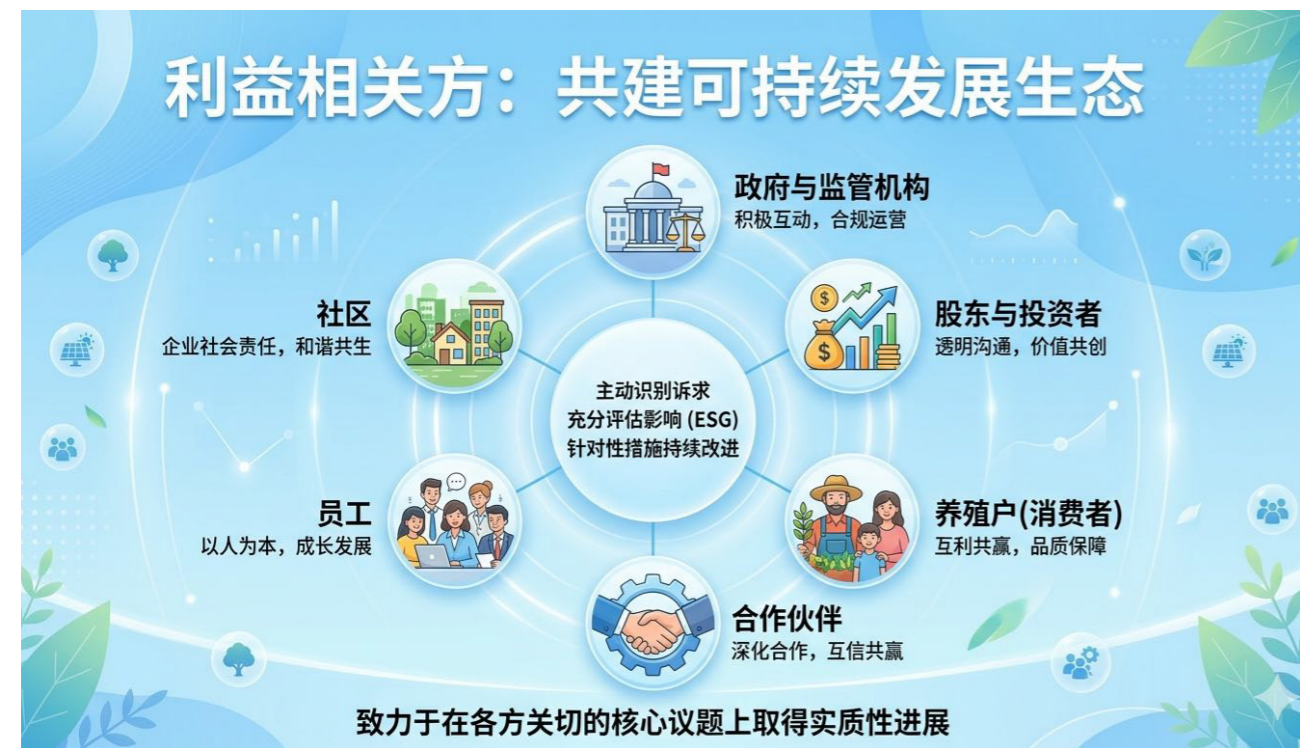 利益相关方：共建可持续发展生态
政府与监管机构
积极互动，合规运营
社区
企业社会责任，和谐共生
股东与投资者
透明沟通，价值共创
主动识别诉求
充分评估影响 (ESG)
针对性措施持续改进
员工
以人为本，成长发展
养殖户(消费者)
互利共赢，品质保障
合作伙伴
深化合作，互信共赢
致力于在各方关切的核心议题上取得实质性进展